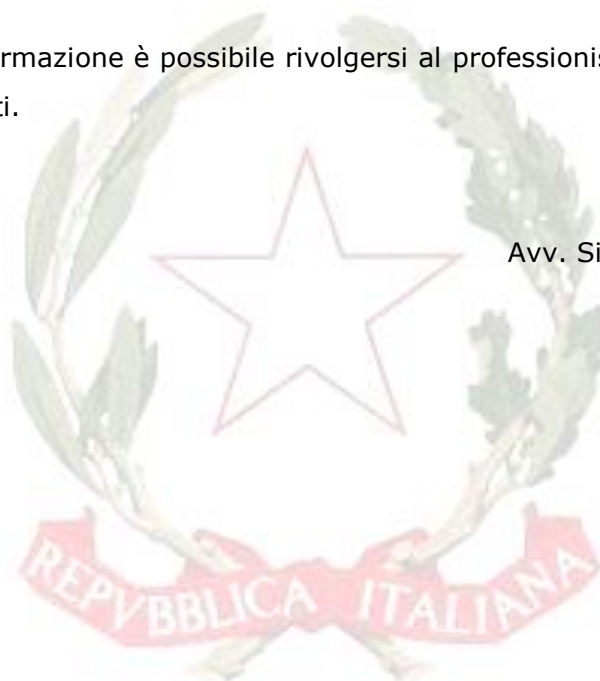 rmazione è possibile rivolgersi al professionis
ti.
Avv. Si
REPVBBLICA ITALIANA